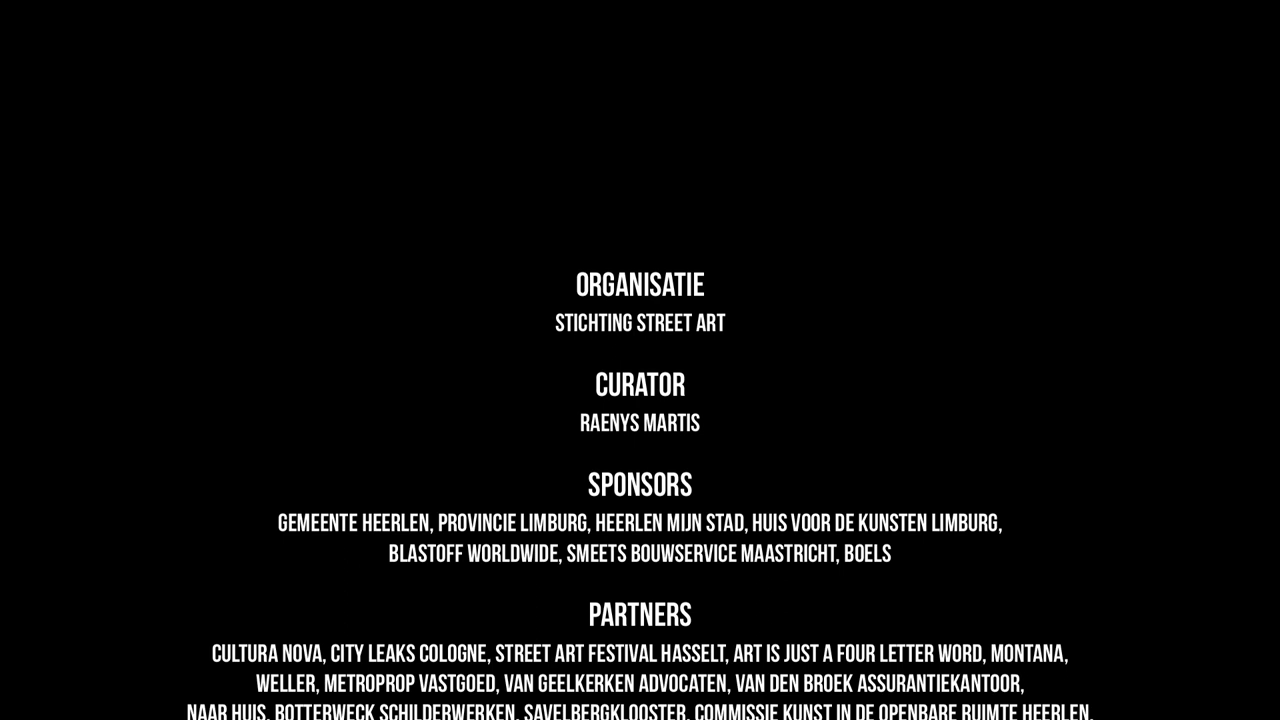 ORGANISATIE
STICHTING STREET ART
CURATOR
RAENYS MARTIS
SPONSORS
GEMEENTE HEERLEN, PROVINCIE LIMBURG, HEERLEN MIJN STAD, HUIS VOOR DE KUNSTEN LIMBURG,
BLASTOFF WORLDWIDE, SMEETS BOUWSERVICE MAASTRICHT, BOELS
PARTNERS
CULTURA NOVA, CITY LEAKS COLOGNE, STREET ART FESTIVAL HASSELT, ART IS JUST A FOUR LETTER WORD, MONTANA,
WELLER, METROPROP VASTGOED, VAN GEELKERKEN ADVOCATEN, VAN DEN BROEK ASSURANTIEKANTOOR,
NAAR HUIS, BOTTERWECK SCHILDERWERKEN, SAVELBERGKLOOSTER, COMMISSIE KUNST IN DE OPENBARE RUIMTE HEERLEN,